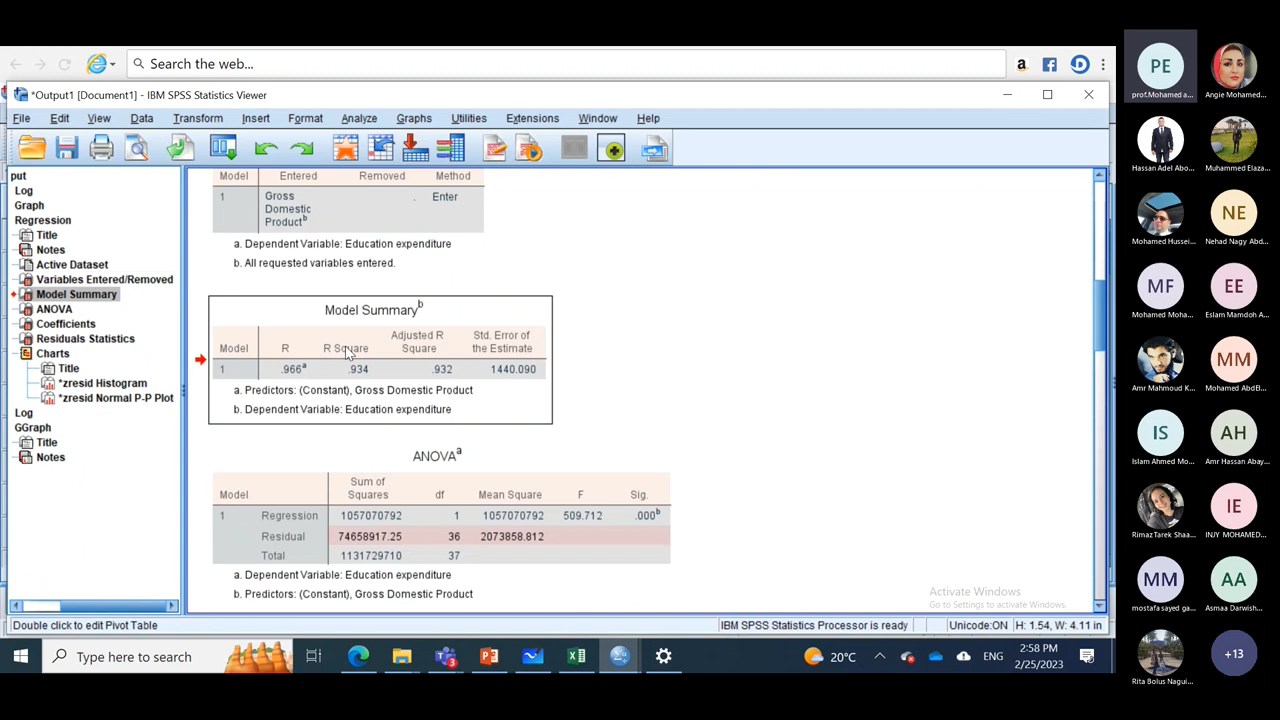 Search the web...
*Output1 [Document1] - IBM SPSS Statistics Viewer
File Edit View Data Transform Insert Format Analyze Graphs Utilities Extensions Window Help
put
Log
Graph
Regression
Title
Notes
Active Dataset
Variables Entered/Removed
Model Summary
ANOVA
Coefficients
Residuals Statistics
Charts
Title
*zresid Histogram
*zresid Normal P-P Plot
Log
GGraph
Title
Notes
Model Entered Removed Method
1 Gross Domestic Product b . Enter
a. Dependent Variable: Education expenditure
b. All requested variables entered.
Model Summary b
Model R R Square Adjusted R Square Std. Error of the Estimate
1 .966a .934 .932 1440.090
a. Predictors: (Constant), Gross Domestic Product
b. Dependent Variable: Education expenditure
ANOVA a
Model Sum of Squares df Mean Square F Sig.
1 Regression 1057070792 1 1057070792 509.712 .000b
Residual 74658917.25 36 2073858.812
Total 1131729710 37
a. Dependent Variable: Education expenditure
b. Predictors: (Constant), Gross Domestic Product
Activate Windows
Go to Settings to activate Windows.
Double click to edit Pivot Table
IBM SPSS Statistics Processor is ready
Unicode:ON H: 1.54, W: 4.11 in
Type here to search
3
20°C
ENG
2:58 PM
2/25/2023
PE
prof.Mohamed a...
Angie Mohamed...
Hassan Adel Abo...
Muhammed Elaza...
Mohamed Hussei...
NE
Nehad Nagy Abd...
MF
Mohamed Moha...
EE
Eslam Mamdoh A...
Amr Mahmoud K...
MM
Mohamed AbdEl...
IS
Islam Ahmed Mo...
AH
Amr Hassan Abay...
RimazTarek Shaa...
IE
INJY MOHAMED...
MM
mostafa sayed ga...
AA
Asmaa Darwish...
Rita Bolus Nagui...
+13